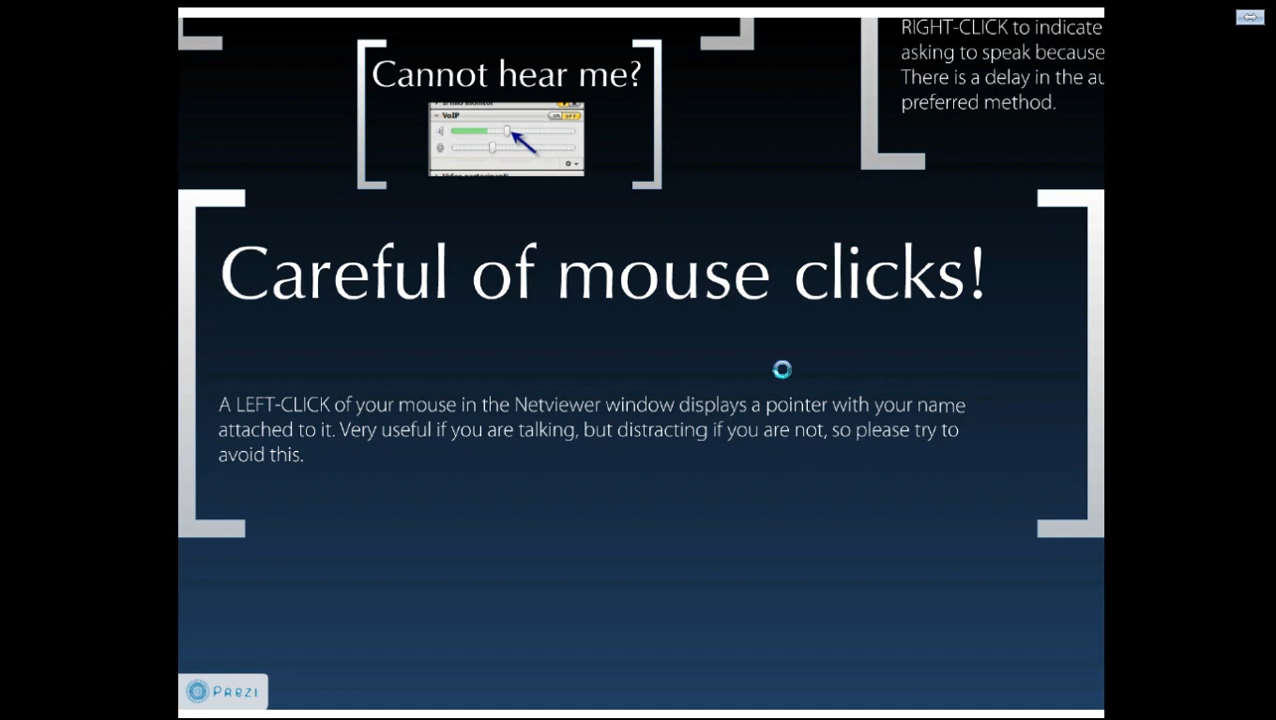 RIGHT-CLICK to indicate
asking to speak because
There is a delay in the au
preferred method.
Cannot hear me?
VoIP
OFF
Careful of mouse clicks!
A LEFT-CLICK of your mouse in the Netviewer window displays a pointer with your name
attached to it. Very useful if you are talking, but distracting if you are not, so please try to
avoid this.
Prezi